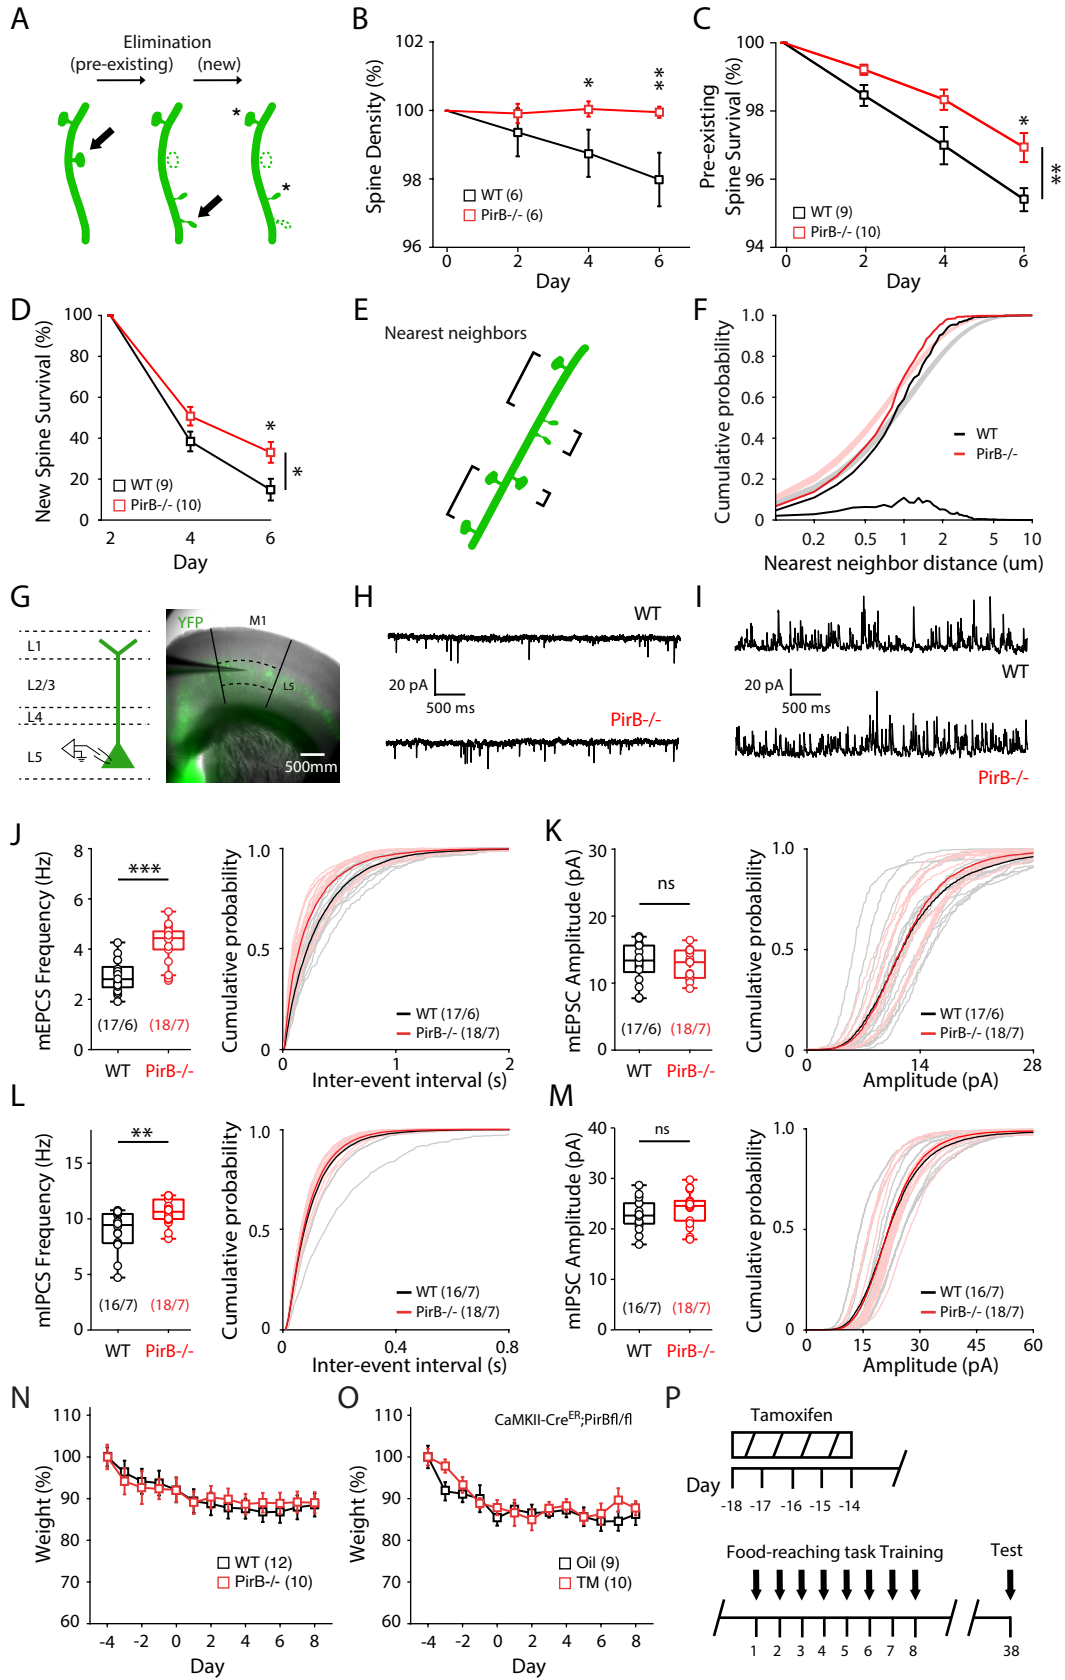 A
Elimination
(pre-existing) (new)
*
*
B
Spine Density (%)
102
100
98
96
*
**
WT (6)
PirB-/- (6)
0 2 4 6
Day
C
Pre-existing
Spine Survival (%)
100
98
96
94
*
**
WT (9)
PirB-/- (10)
0 2 4 6
Day
D
New Spine Survival (%)
100
80
60
40
20
0
*
*
WT (9)
PirB-/- (10)
2 4 6
Day
E
Nearest neighbors
F
Cumulative probability
1.0
0.8
0.6
0.4
0.2
0
WT
PirB-/-
0.2 0.5 1 2 5 10
Nearest neighbor distance (um)
G
L1
L2/3
L4
L5
YFP
M1
L5
500mm
H
WT
20 pA
500 ms
PirB-/-
I
WT
20 pA
500 ms
PirB-/-
J
mEPCS Frequency (Hz)
8
6
4
2
0
***
(17/6) (18/7)
WT PirB-/-
Cumulative probability
1.0
0.5
0
WT (17/6)
PirB-/- (18/7)
0 1 2
Inter-event interval (s)
K
mEPSC Amplitude (pA)
30
20
10
0
ns
(17/6) (18/7)
WT PirB-/-
Cumulative probability
1.0
0.5
0
WT (17/6)
PirB-/- (18/7)
0 14 28
Amplitude (pA)
L
mIPCS Frequency (Hz)
15
10
5
0
**
(16/7) (18/7)
WT PirB-/-
Cumulative probability
1.0
0.5
0
WT (16/7)
PirB-/- (18/7)
0 0.4 0.8
Inter-event interval (s)
M
mIPSC Amplitude (pA)
40
30
20
10
0
ns
(16/7) (18/7)
WT PirB-/-
Cumulative probability
1.0
0.5
0
WT (16/7)
PirB-/- (18/7)
0 15 30 45 60
Amplitude (pA)
N
Weight (%)
110
100
90
80
70
60
WT (12)
PirB-/- (10)
-4 -2 0 2 4 6 8
Day
O
CaMKII-CreER;PirBfl/fl
Weight (%)
110
100
90
80
70
60
Oil (9)
TM (10)
-4 -2 0 2 4 6 8
Day
P
Tamoxifen
Day
-18 -17 -16 -15 -14
Food-reaching task Training
Test
1 2 3 4 5 6 7 8 38